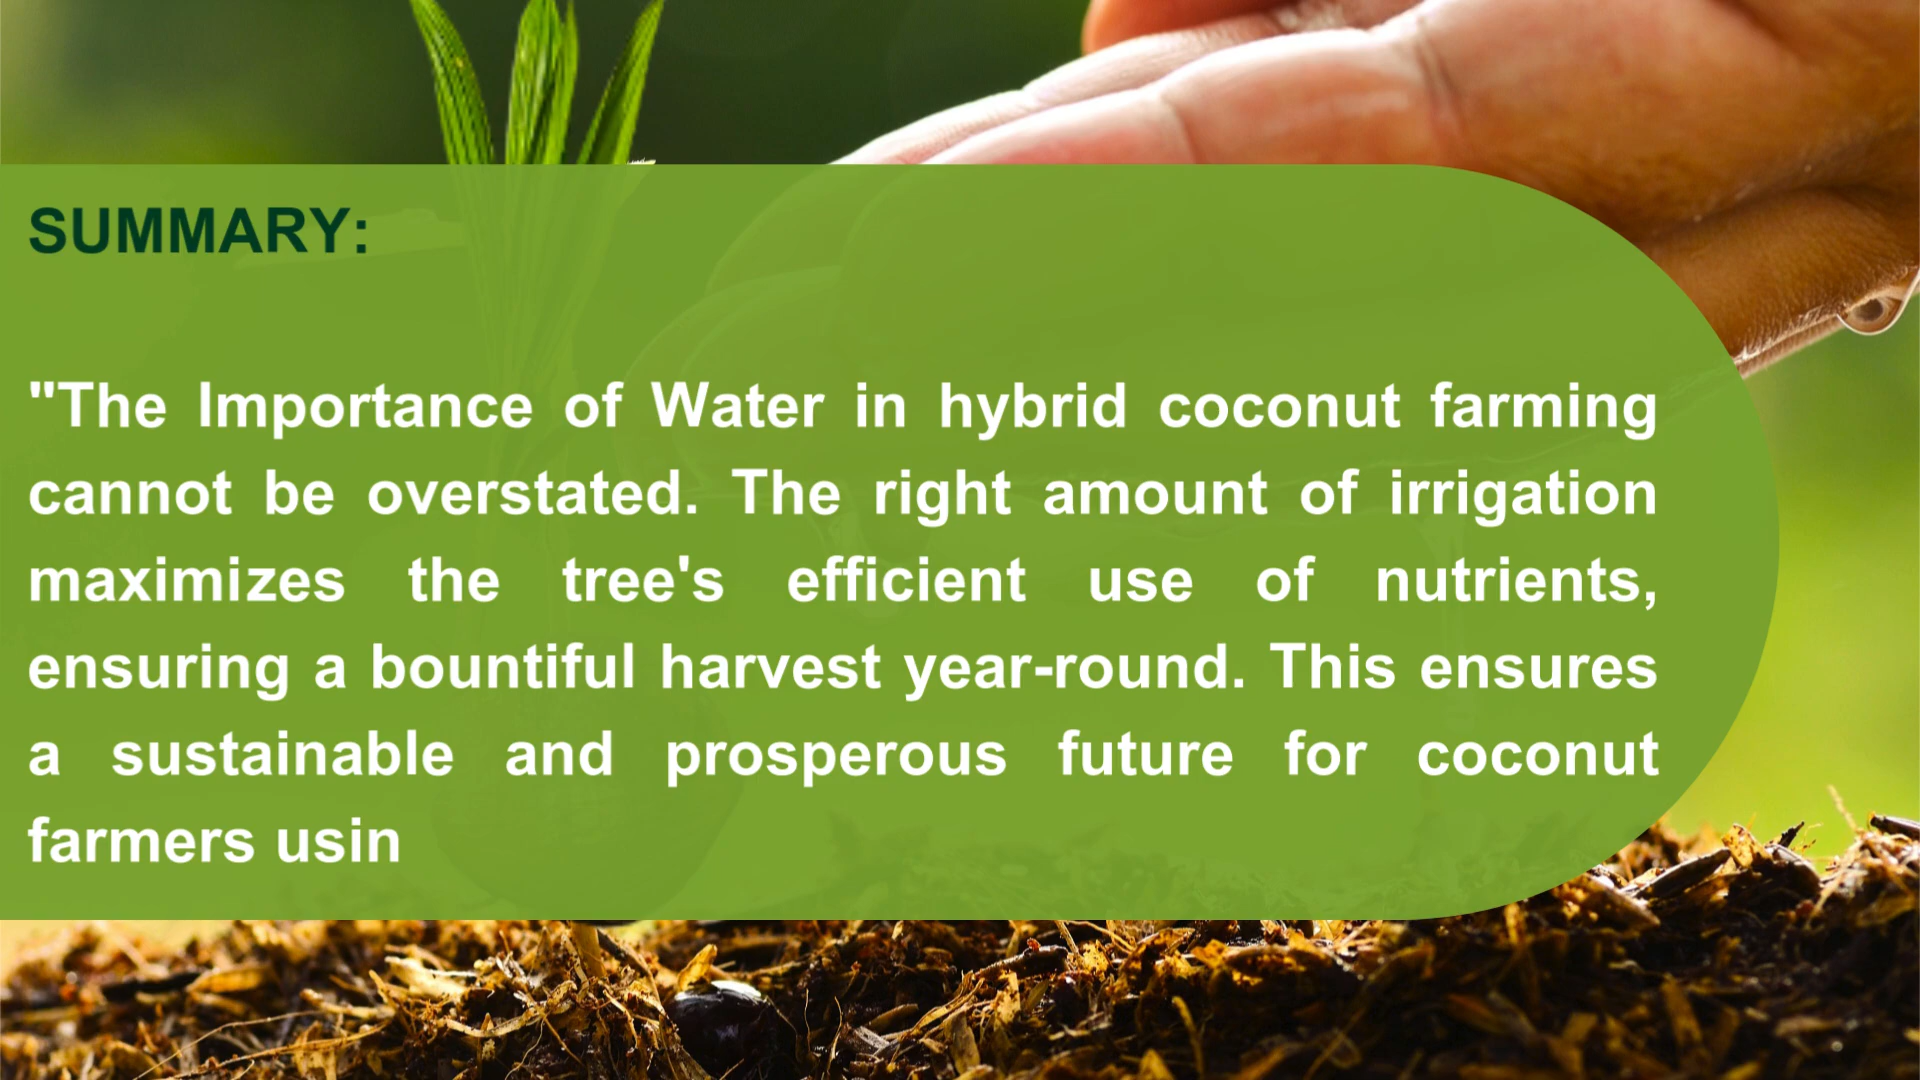 SUMMARY:
"The Importance of Water in hybrid coconut farming
cannot be overstated. The right amount of irrigation
maximizes the tree's efficient use of nutrients,
ensuring a bountiful harvest year-round. This ensures
a sustainable and prosperous future for coconut
farmers usin